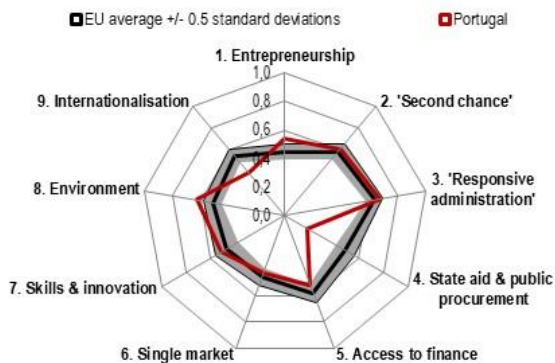 EU average +/- 0.5 standard deviations Portugal
1. Entrepreneurship
1,0
9. Internationalisation
0,8
2. 'Second chance'
0,6
0,4
8. Environment
0,2
3. 'Responsive
administration'
0,0
7. Skills & innovation
4. State aid & public
procurement
6. Single market
5. Access to finance